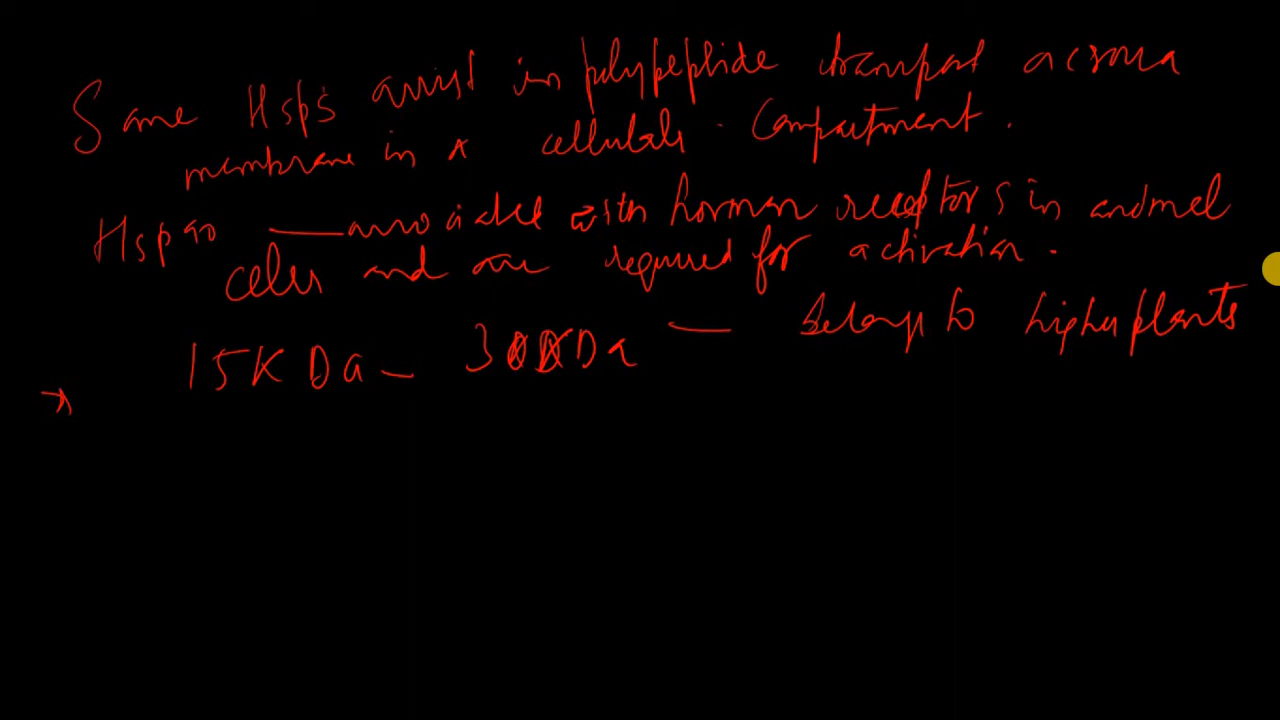 Some Hsps assist in polypeptide transport across
membrane in a cellular compartment.
Hsp90 — associated with hormon receptors in animal
cells and are required for activation.
15KDa – 30KDa — Belongs to higher plants
→